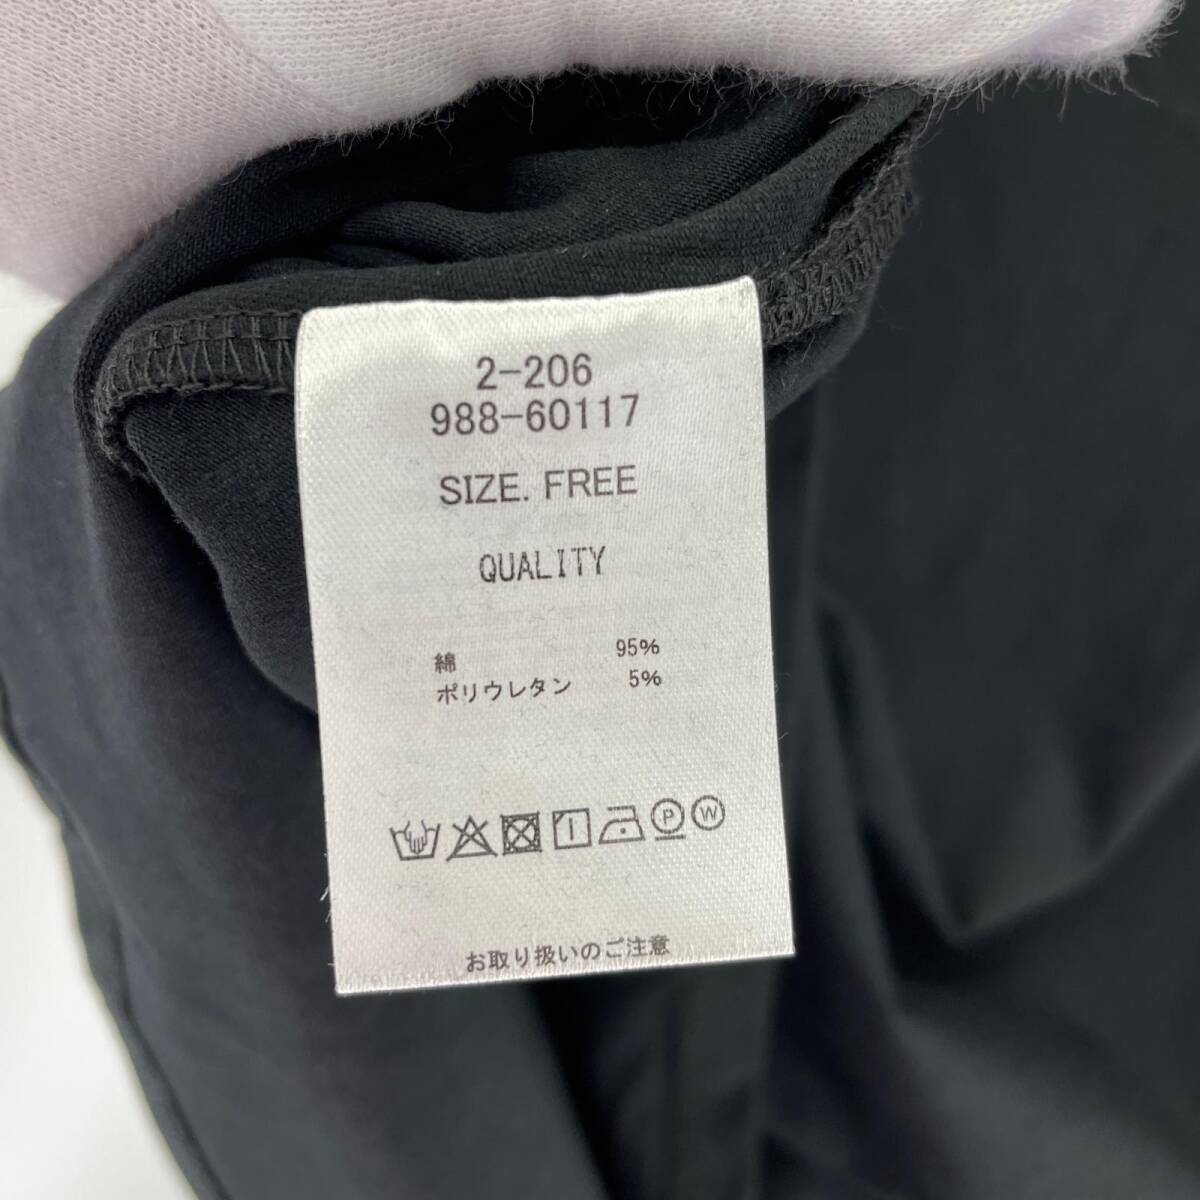 2-206
988-60117
SIZE. FREE
QUALITY
綿 95%
ポリウレタン 5%
P W
お取り扱いのご注意